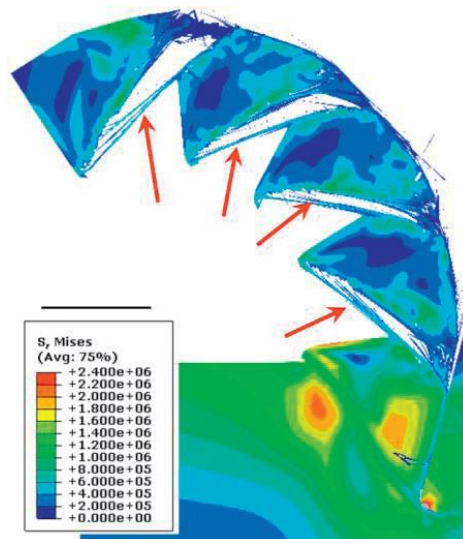 S, Mises
(Avg: 75%)
+2.400e+06
+2.200e+06
+2.000e+06
+1.800e+06
+1.600e+06
+1.400e+06
+1.200e+06
+1.000e+06
+8.000e+05
+6.000e+05
+4.000e+05
+2.000e+05
+0.000e+00